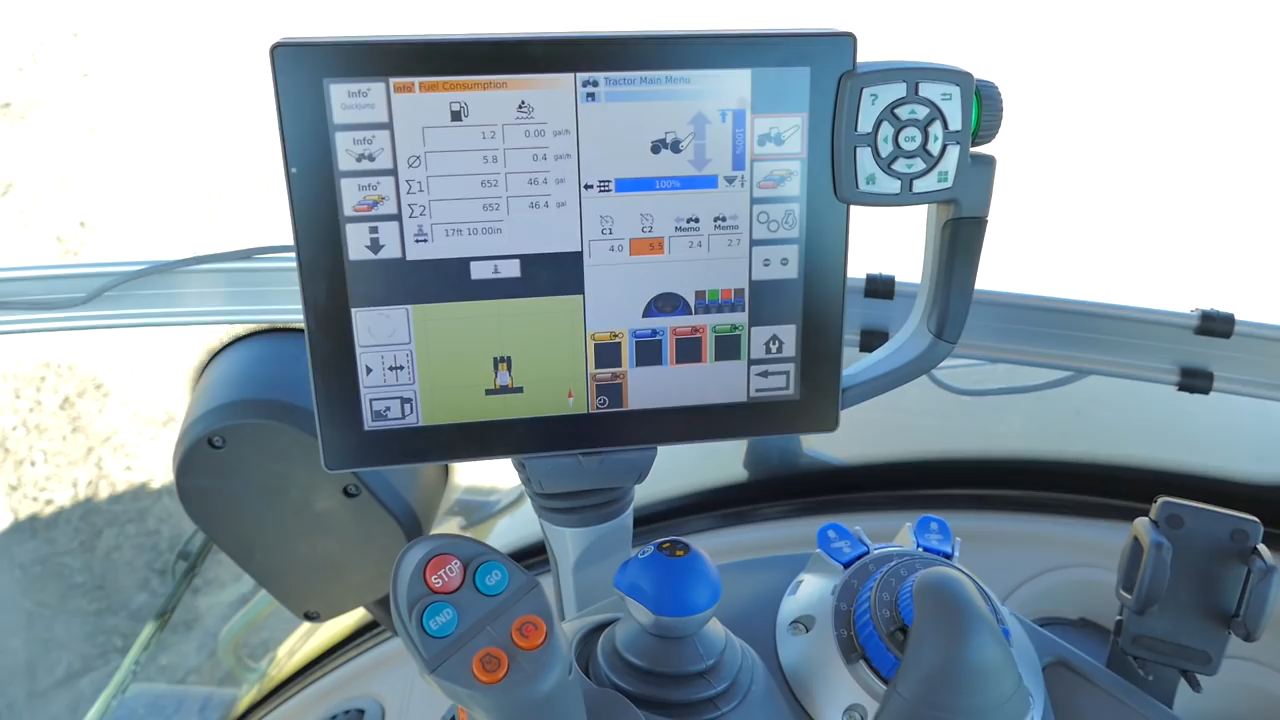 Info+
Quickjump
Info+
Info+
Info+ Fuel Consumption
1.2 0.00 gal/h
Ø 5.8 0.4 gal/h
Σ1 652 46.4 gal
Σ2 652 46.4 gal
17ft 10.00in
Tractor Main Menu
100%
100%
C1 C2 Memo Memo
4.0 5.5 2.4 2.7
?
OK
STOP
GO
END